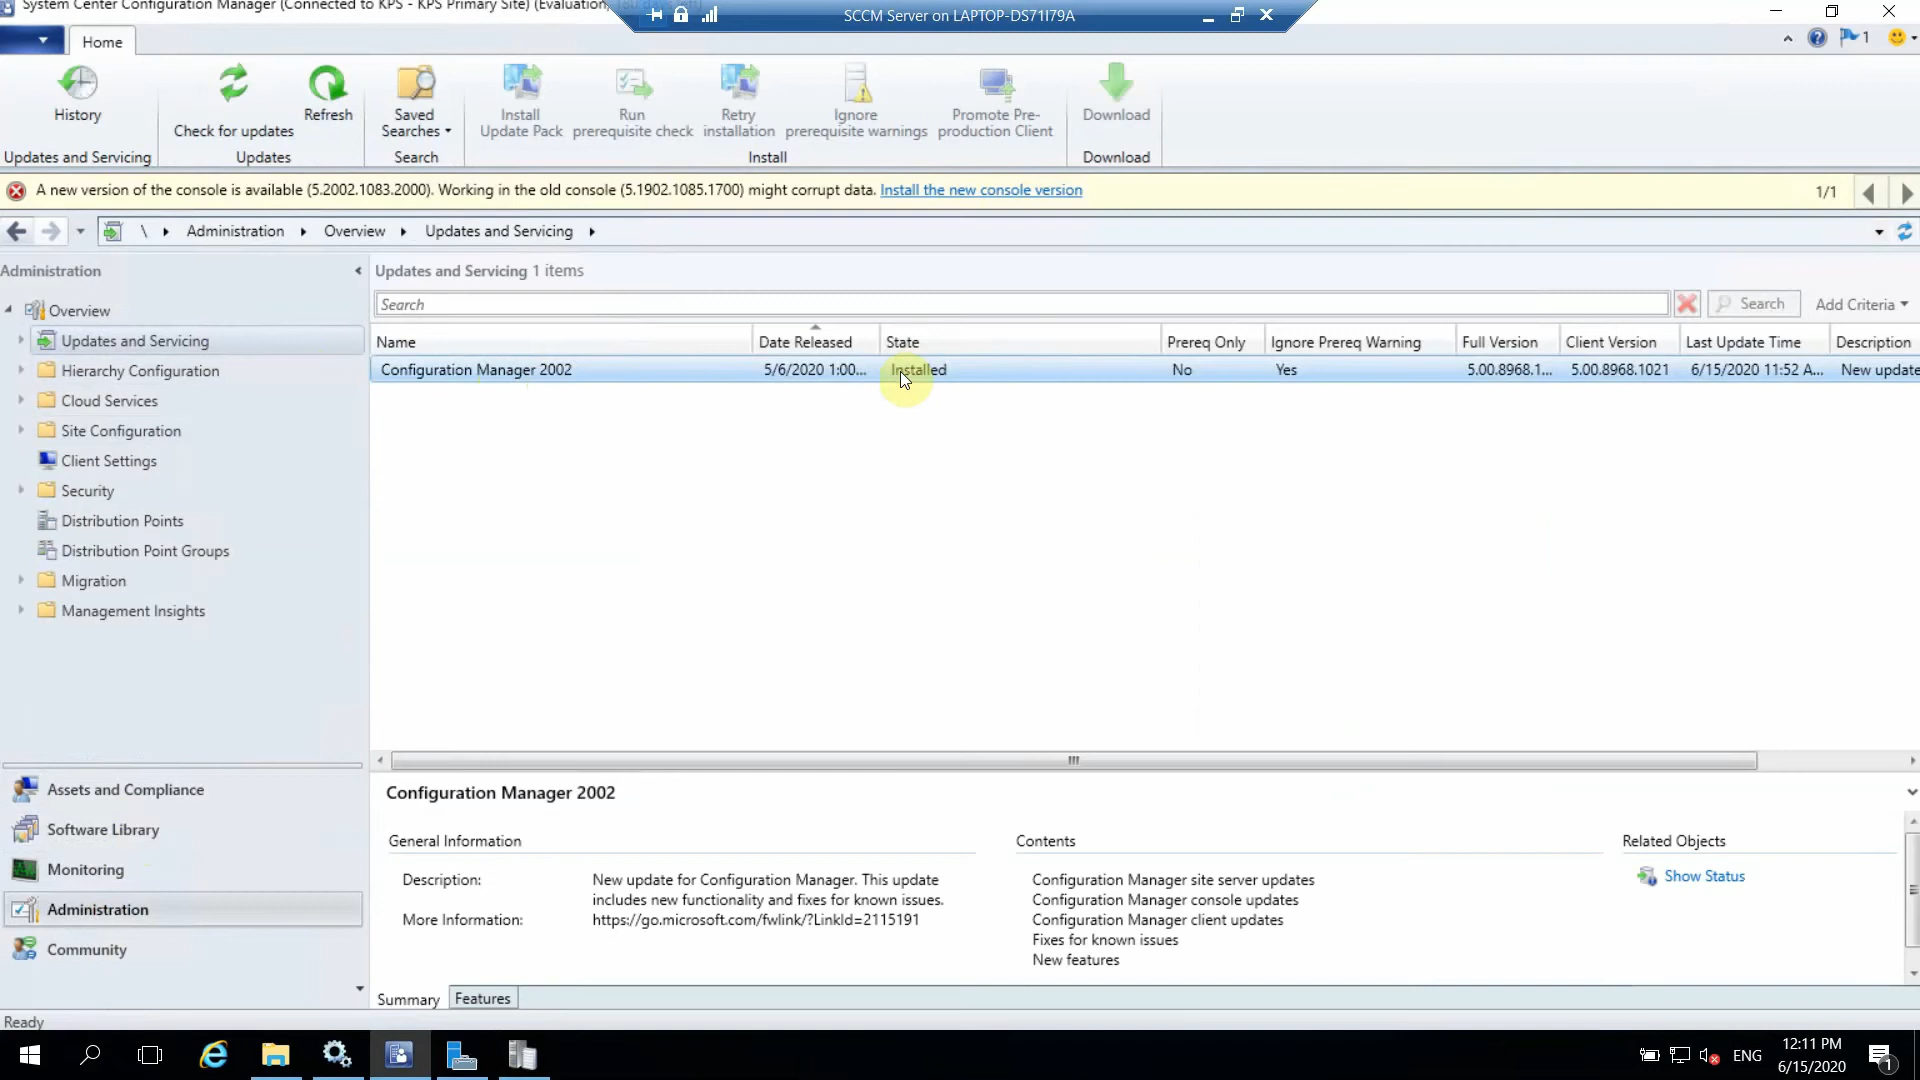 System Center Configuration Manager (Connected to KPS - KPS Primary Site) (Evaluation,
SCCM Server on LAPTOP-DS71I79A
Home
1
History
Check for updates
Refresh
Saved Searches
Install Update Pack
Run prerequisite check
Retry installation
Ignore prerequisite warnings
Promote Pre-production Client
Download
Updates and Servicing
Updates
Search
Install
Download
A new version of the console is available (5.2002.1083.2000). Working in the old console (5.1902.1085.1700) might corrupt data. Install the new console version
1/1
\ Administration Overview Updates and Servicing
Administration
Overview
Updates and Servicing
Hierarchy Configuration
Cloud Services
Site Configuration
Client Settings
Security
Distribution Points
Distribution Point Groups
Migration
Management Insights
Assets and Compliance
Software Library
Monitoring
Administration
Community
Updates and Servicing 1 items
Search
Search
Add Criteria
Name Date Released State Prereq Only Ignore Prereq Warning Full Version Client Version Last Update Time Description
Configuration Manager 2002 5/6/2020 1:00... Installed No Yes 5.00.8968.1... 5.00.8968.1021 6/15/2020 11:52 A... New update
Configuration Manager 2002
General Information
Description: New update for Configuration Manager. This update
includes new functionality and fixes for known issues.
More Information: https://go.microsoft.com/fwlink/?LinkId=2115191
Contents
Configuration Manager site server updates
Configuration Manager console updates
Configuration Manager client updates
Fixes for known issues
New features
Related Objects
Show Status
Summary Features
Ready
ENG
12:11 PM
6/15/2020
1